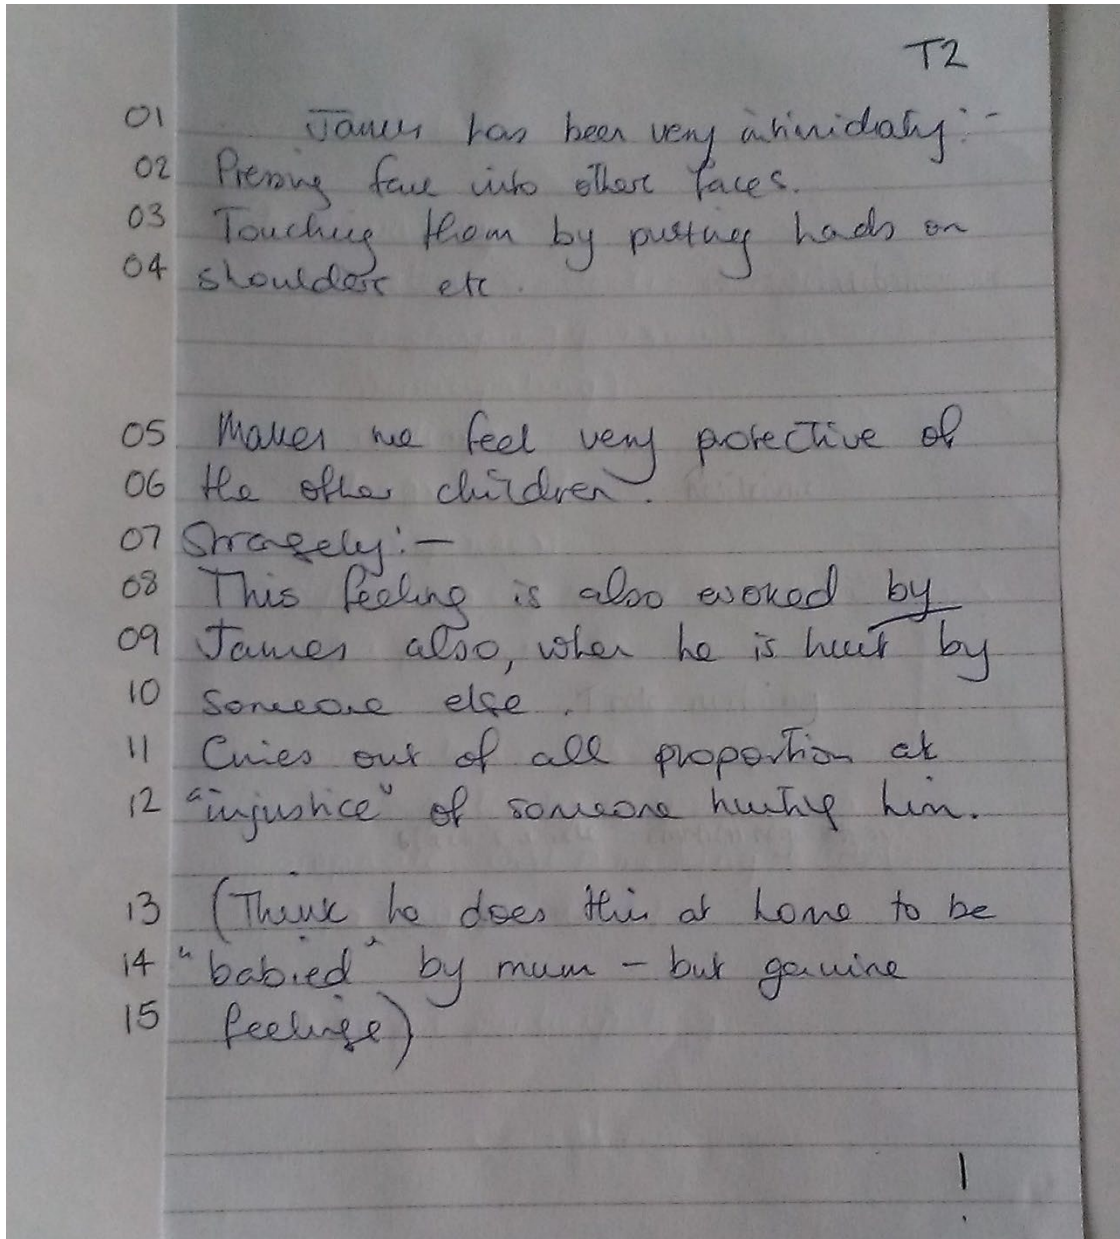 T2
01 James has been very intimidating:-
02 Pressing face into others faces.
03 Touching them by putting hands on
04 shoulders etc.
05 Makes me feel very protective of
06 the other children.
07 Strangely:-
08 This feeling is also evoked by
09 James also, when he is hurt by
10 someone else.
11 Cries out of all proportion at
12 "injustice" of someone hurting him.
13 (Think he does this at home to be
14 "babied" by mum - but genuine
15 feelings)
1